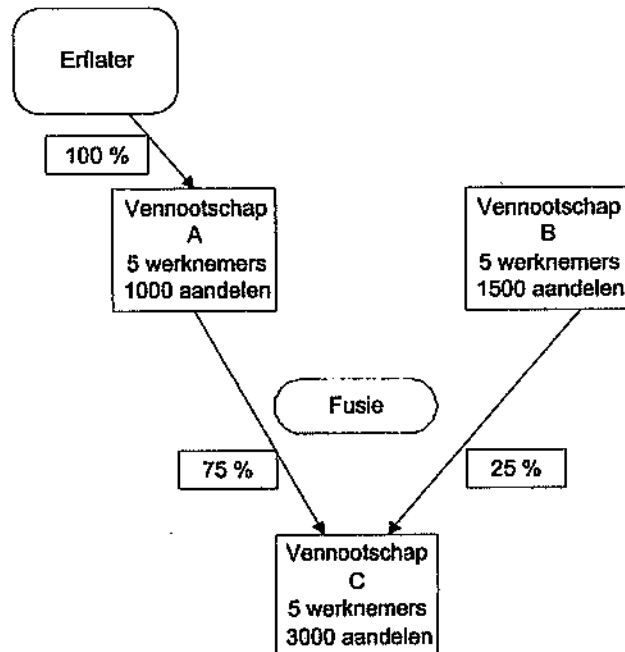 Erflater
100 %
Vennootschap
A
5 werknemers
1000 aandelen
Vennootschap
B
5 werknemers
1500 aandelen
Fusie
75 %
25 %
Vennootschap
C
5 werknemers
3000 aandelen